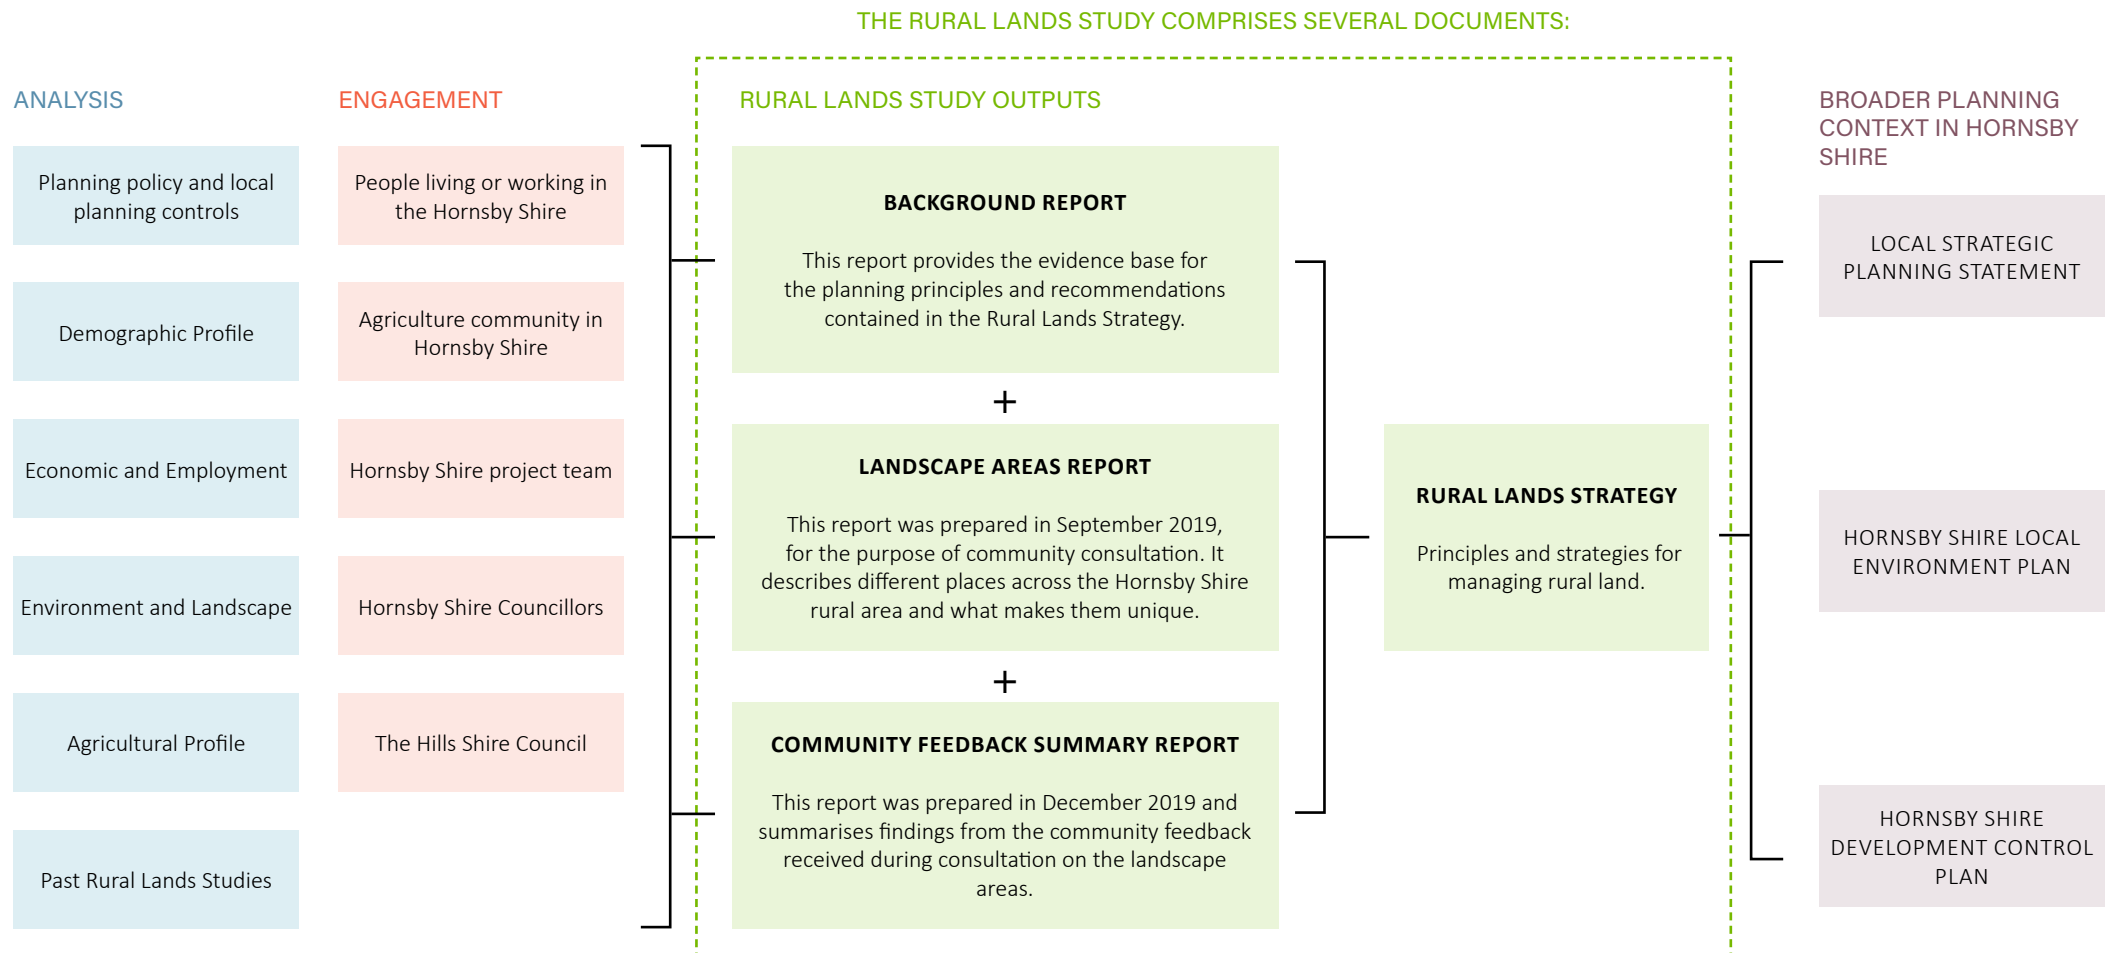 THE RURAL LANDS STUDY COMPRISES SEVERAL DOCUMENTS:
ANALYSIS
Planning policy and local
planning controls
Demographic Profile
Economic and Employment
Environment and Landscape
Agricultural Profile
Past Rural Lands Studies
ENGAGEMENT
People living or working in
the Hornsby Shire
Agriculture community in
Hornsby Shire
Hornsby Shire project team
Hornsby Shire Councillors
The Hills Shire Council
RURAL LANDS STUDY OUTPUTS
BACKGROUND REPORT
This report provides the evidence base for
the planning principles and recommendations
contained in the Rural Lands Strategy.
+
LANDSCAPE AREAS REPORT
This report was prepared in September 2019,
for the purpose of community consultation. It
describes different places across the Hornsby Shire
rural area and what makes them unique.
+
COMMUNITY FEEDBACK SUMMARY REPORT
This report was prepared in December 2019 and
summarises findings from the community feedback
received during consultation on the landscape
areas.
RURAL LANDS STRATEGY
Principles and strategies for
managing rural land.
BROADER PLANNING
CONTEXT IN HORNSBY
SHIRE
LOCAL STRATEGIC
PLANNING STATEMENT
HORNSBY SHIRE LOCAL
ENVIRONMENT PLAN
HORNSBY SHIRE
DEVELOPMENT CONTROL
PLAN